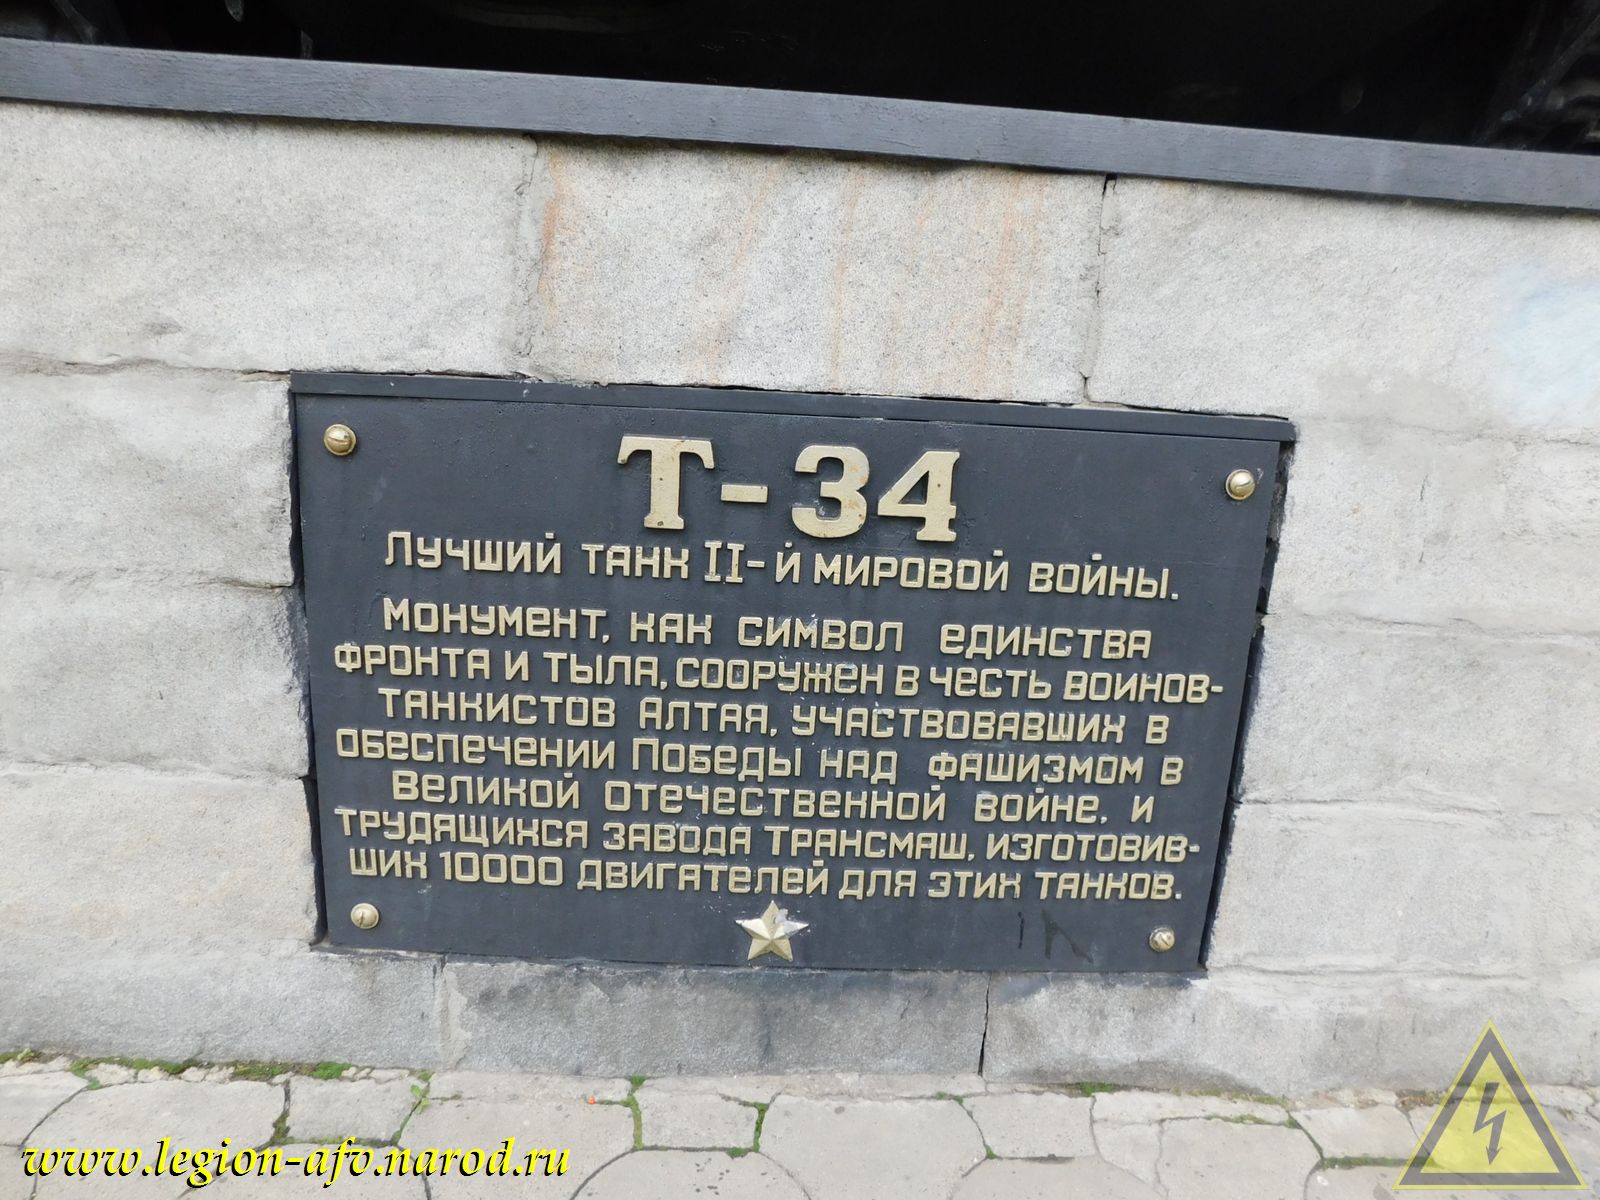 Т-34
Лучший танк II-й мировой войны.
Монумент, как символ единства
фронта и тыла, сооружен в честь воинов-
танкистов Алтая, участвовавших в
обеспечении Победы над фашизмом в
Великой Отечественной войне, и
трудящихся завода Трансмаш, изготовив-
ших 10000 двигателей для этих танков.
www.legion-afv.narod.ru